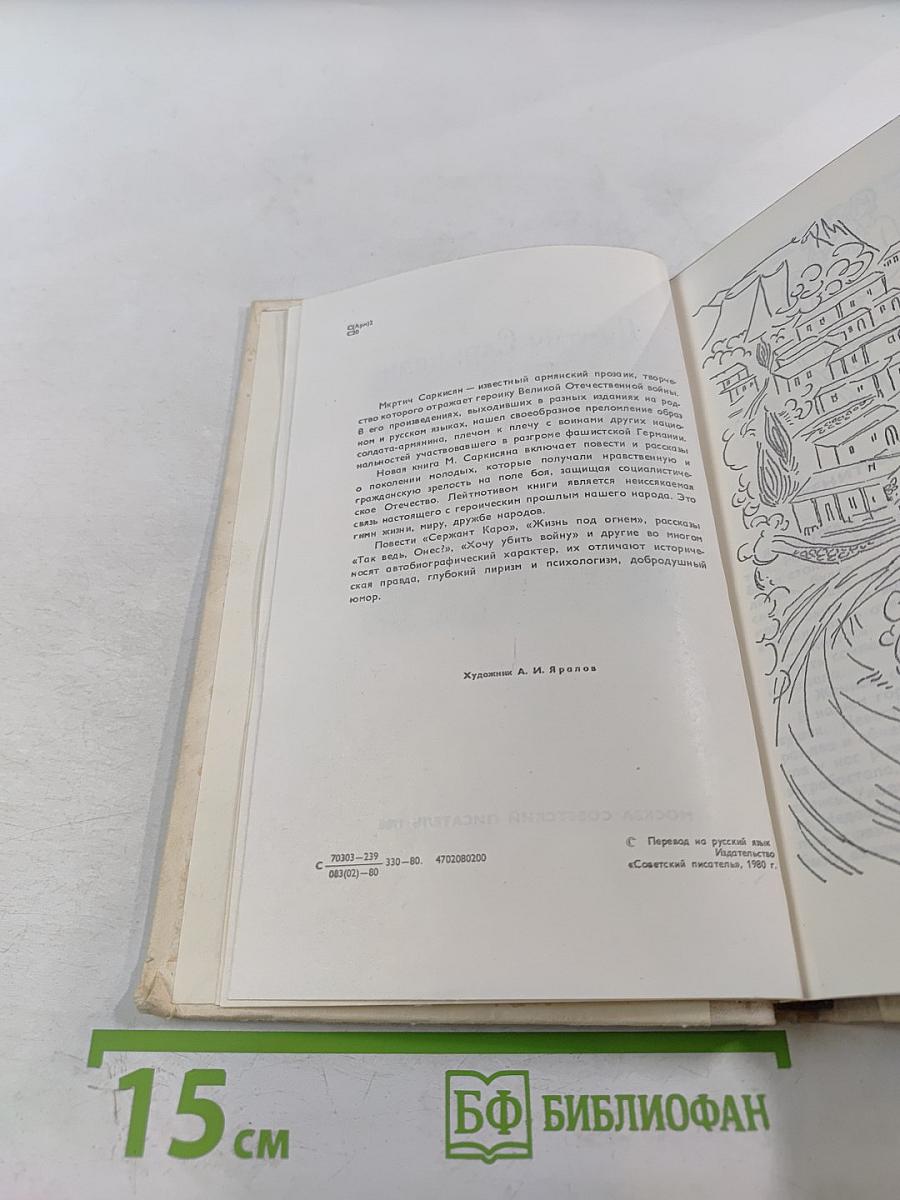 С(Арм)2
С20
Мкртич Саркисян — известный армянский прозаик, творче-
ство которого отражает героику Великой Отечественной войны.
В его произведениях, выходивших в разных изданиях на род-
ном и русском языках, нашел своеобразное преломление образ
солдата-армянина, плечом к плечу с воинами других нацио-
нальностей участвовавшего в разгроме фашистской Германии.
Новая книга М. Саркисяна включает повести и рассказы
о поколении молодых, которые получали нравственную и
гражданскую зрелость на поле боя, защищая социалистиче-
ское Отечество. Лейтмотивом книги является неиссякаемая
связь настоящего с героическим прошлым нашего народа. Это
гимн жизни, миру, дружбе народов.
Повести «Сержант Каро», «Жизнь под огнем», рассказы
«Так ведь, Онес?», «Хочу убить войну» и другие во многом
носят автобиографический характер, их отличают историче-
ская правда, глубокий лиризм и психологизм, добродушный
юмор.
Художник А. И. Яралов
С 70303—239 / 083(02)—80 330—80. 4702080200
© Перевод на русский язык
Издательство
«Советский писатель», 1980 г.
15 см
БФ БИБЛИОФАН